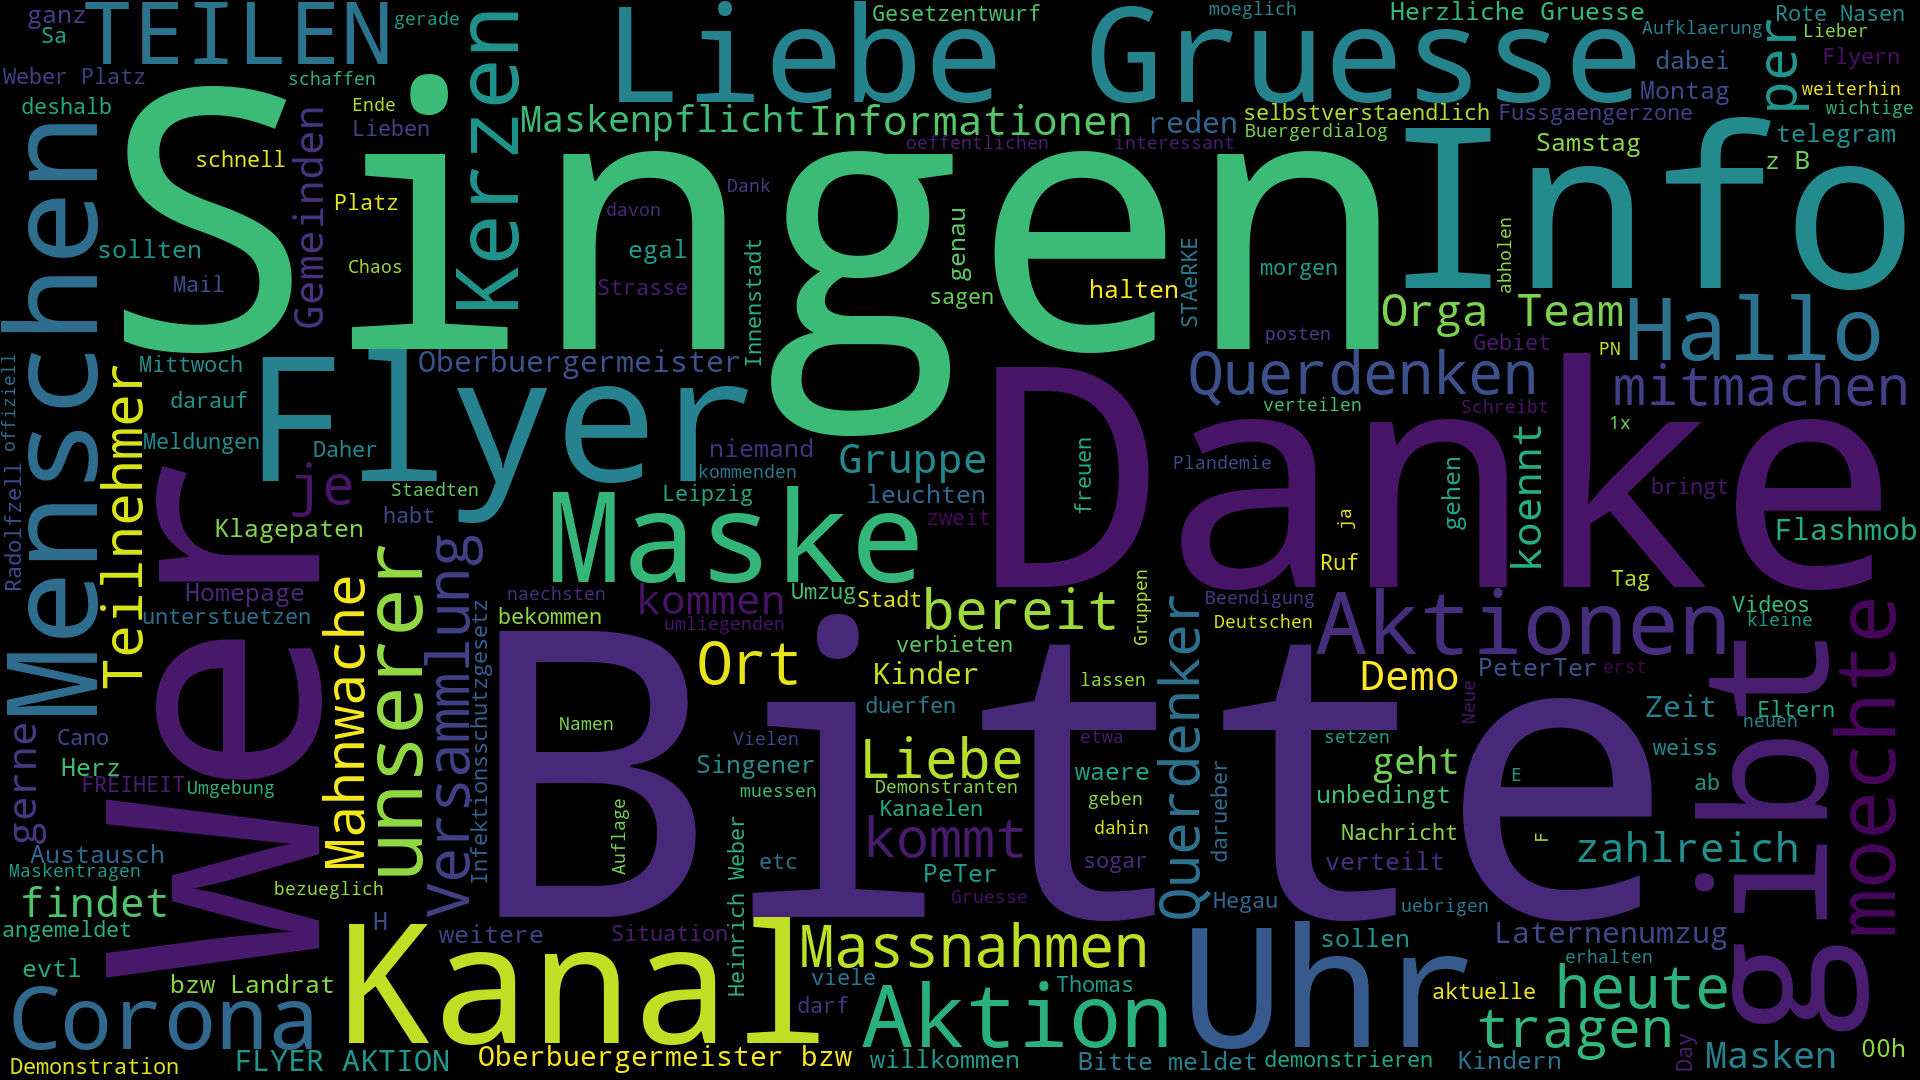 ganz
TEILEN
gerade
Liebe Gruesse
Gesetzentwurf
moeglich
Herzliche Gruesse
Aufklaerung
Rote Nasen
Lieber
Sa
Weber Platz
schaffen
Kerzen
dabei
per
Flyern
deshalb
Ende
Lieben
Maskenpflicht
Informationen
reden
selbstverstaendlich
Montag
Fussgaengerzone
weiterhin
wichtige
Menschen
Singen
schnell
Gemeinden
oeffentlichen
interessant
Buergerdialog
Samstag
telegram
z B
Info
Platz
Dank
davon
sollten
egal
Innenstadt
genau
STAeRKE
abholen
Chaos
Mail
Strasse
sagen
halten
morgen
Orga Team
Hallo
posten
Gebiet
PN
Mittwoch
Flyer
Oberbuergermeister
Querdenken
mitmachen
Radolfzell offiziell
Teilnehmer
darauf
Danke
verteilen
Schreibt
1x
Meldungen
Daher
niemand
kommenden
Gruppe
freuen
Plandemie
gehen
koennt
Wer
je
Staedten
Leipzig
leuchten
bringt
Klagepaten
habt
Maske
zweit
ja
Flashmob
Mahnwache
unserer
Versammlung
Ruf
Tag
Homepage
naechsten
kommen
Umzug
Stadt
bereit
Gruppen
Beendigung
Aktionen
Videos
unterstuetzen
Infektionsschutzgesetz
bekommen
umliegenden
verbieten
Querdenker
Deutschen
kleine
Bitte
Ort
Kinder
lassen
Demo
PeterTer
erst
gibt
moechte
gerne
duerfen
Neue
Zeit
Eltern
neuen
Cano
Namen
Vielen
Liebe
etwa
setzen
weiss
Herz
Singener
waere
darueber
geht
E
FREIHEIT
Umgebung
muessen
Demonstranten
geben
unbedingt
ab
Auflage
Kanaelen
dahin
Nachricht
F
Austausch
Heinrich Weber
etc
kommt
sogar
verteilt
zahlreich
Maskentragen
bezueglich
PeTer
findet
H
Gruesse
Hegau
uebrigen
angemeldet
Kanal
weitere
Situation
Massnahmen
Uhr
sollen
Laternenumzug
evtl
viele
erhalten
bzw Landrat
darf
Aktion
Thomas
aktuelle
heute
Corona
tragen
Day
Demonstration
FLYER AKTION
Oberbuergermeister bzw
willkommen
Bitte meldet
demonstrieren
Kindern
Masken
00h